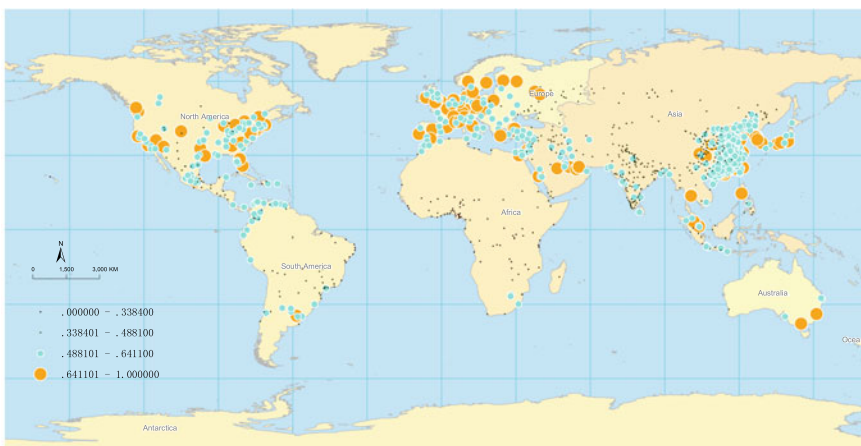 North America
Europe
Asia
Africa
South America
Australia
Ocea
Antarctica
N
0 1,500 3,000 KM
.000000 - .338400
.338401 - .488100
.488101 - .641100
.641101 - 1.000000